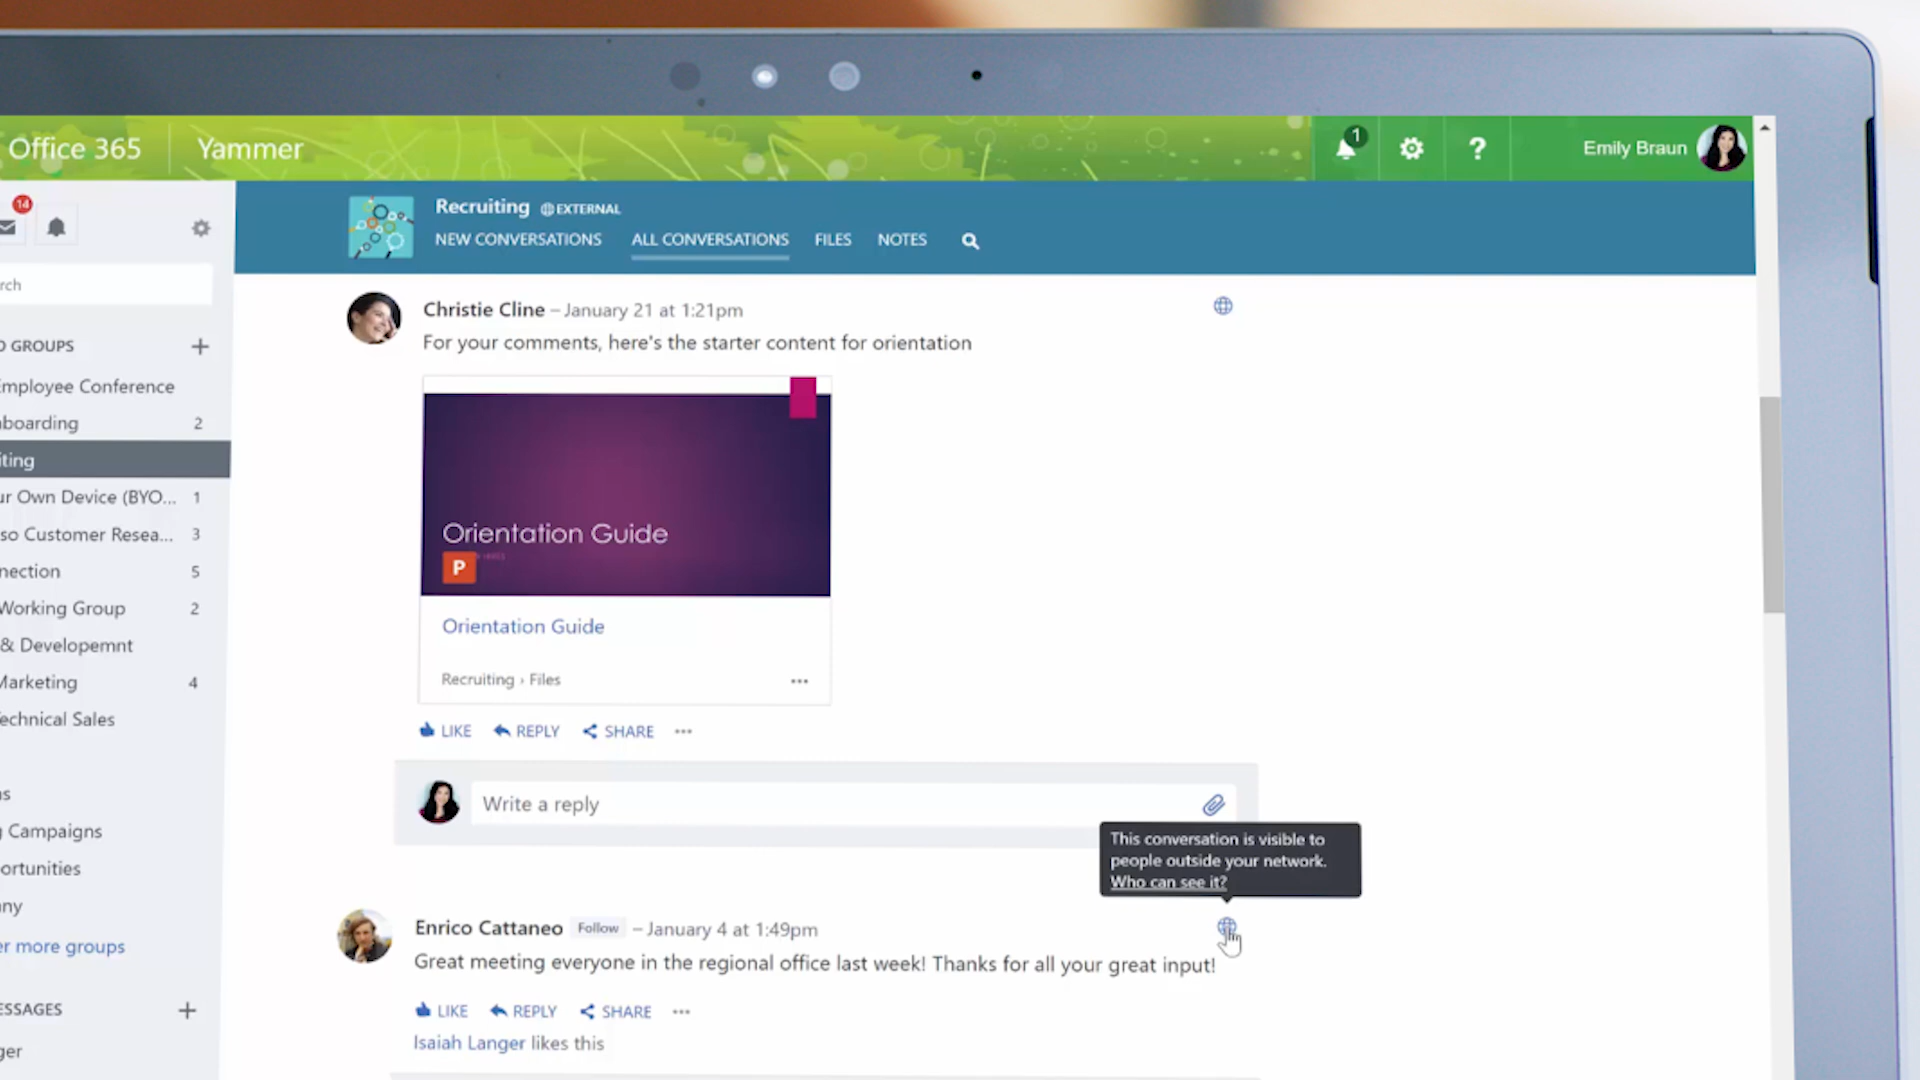 Office 365
Yammer
1
?
Emily Braun
14
Recruiting
EXTERNAL
NEW CONVERSATIONS
ALL CONVERSATIONS
FILES
NOTES
rch
GROUPS
Employee Conference
boarding 2
iting
ur Own Device (BYO... 1
so Customer Resea... 3
nection 5
Working Group 2
& Developemnt
Marketing 4
Technical Sales
s
g Campaigns
ortunities
ny
er more groups
ESSAGES
ger
Christie Cline – January 21 at 1:21pm
For your comments, here's the starter content for orientation
Orientation Guide
P
Orientation Guide
Recruiting › Files
LIKE REPLY SHARE
Write a reply
This conversation is visible to
people outside your network.
Who can see it?
Enrico Cattaneo Follow – January 4 at 1:49pm
Great meeting everyone in the regional office last week! Thanks for all your great input!
LIKE REPLY SHARE
Isaiah Langer likes this